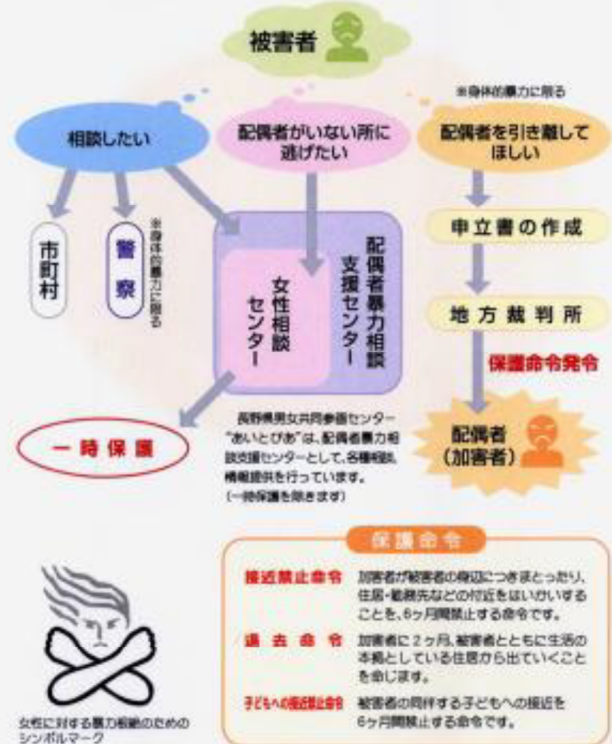 被害者
※身体的暴力に限る
相談したい
配偶者がいない所に
逃げたい
配偶者を引き離して
ほしい
市町村
警察
※身体的暴力に限る
女性相談
センター
配偶者暴力相談
支援センター
申立書の作成
地方裁判所
保護命令発令
配偶者
(加害者)
一時保護
長野県男女共同参画センター
"あいとぴあ"は、配偶者暴力相
談支援センターとして、各種相談、
情報提供を行っています。
(一時保護を除きます)
保護命令
接近禁止命令
加害者が被害者の身辺につきまとったり、
住居・勤務先などの付近をはいかいする
ことを、6ヶ月間禁止する命令です。
退去命令
加害者に2ヶ月、被害者とともに生活の
本拠としている住居から出ていくこと
を命じます。
子どもへの接近禁止命令
被害者の同伴する子どもへの接近を
6ヶ月間禁止する命令です。
女性に対する暴力根絶のための
シンボルマーク